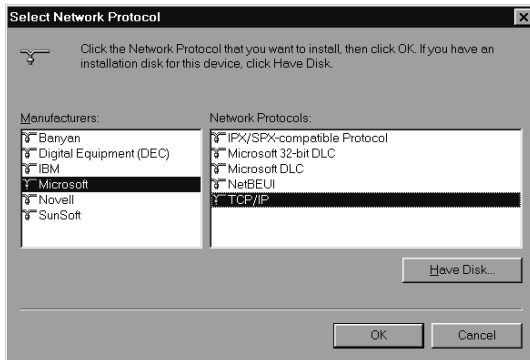 Select Network Protocol
Click the Network Protocol that you want to install, then click OK. If you have an
installation disk for this device, click Have Disk.
Manufacturers:
Banyan
Digital Equipment (DEC)
IBM
Microsoft
Novell
SunSoft
Network Protocols:
IPX/SPX-compatible Protocol
Microsoft 32-bit DLC
Microsoft DLC
NetBEUI
TCP/IP
Have Disk...
OK
Cancel